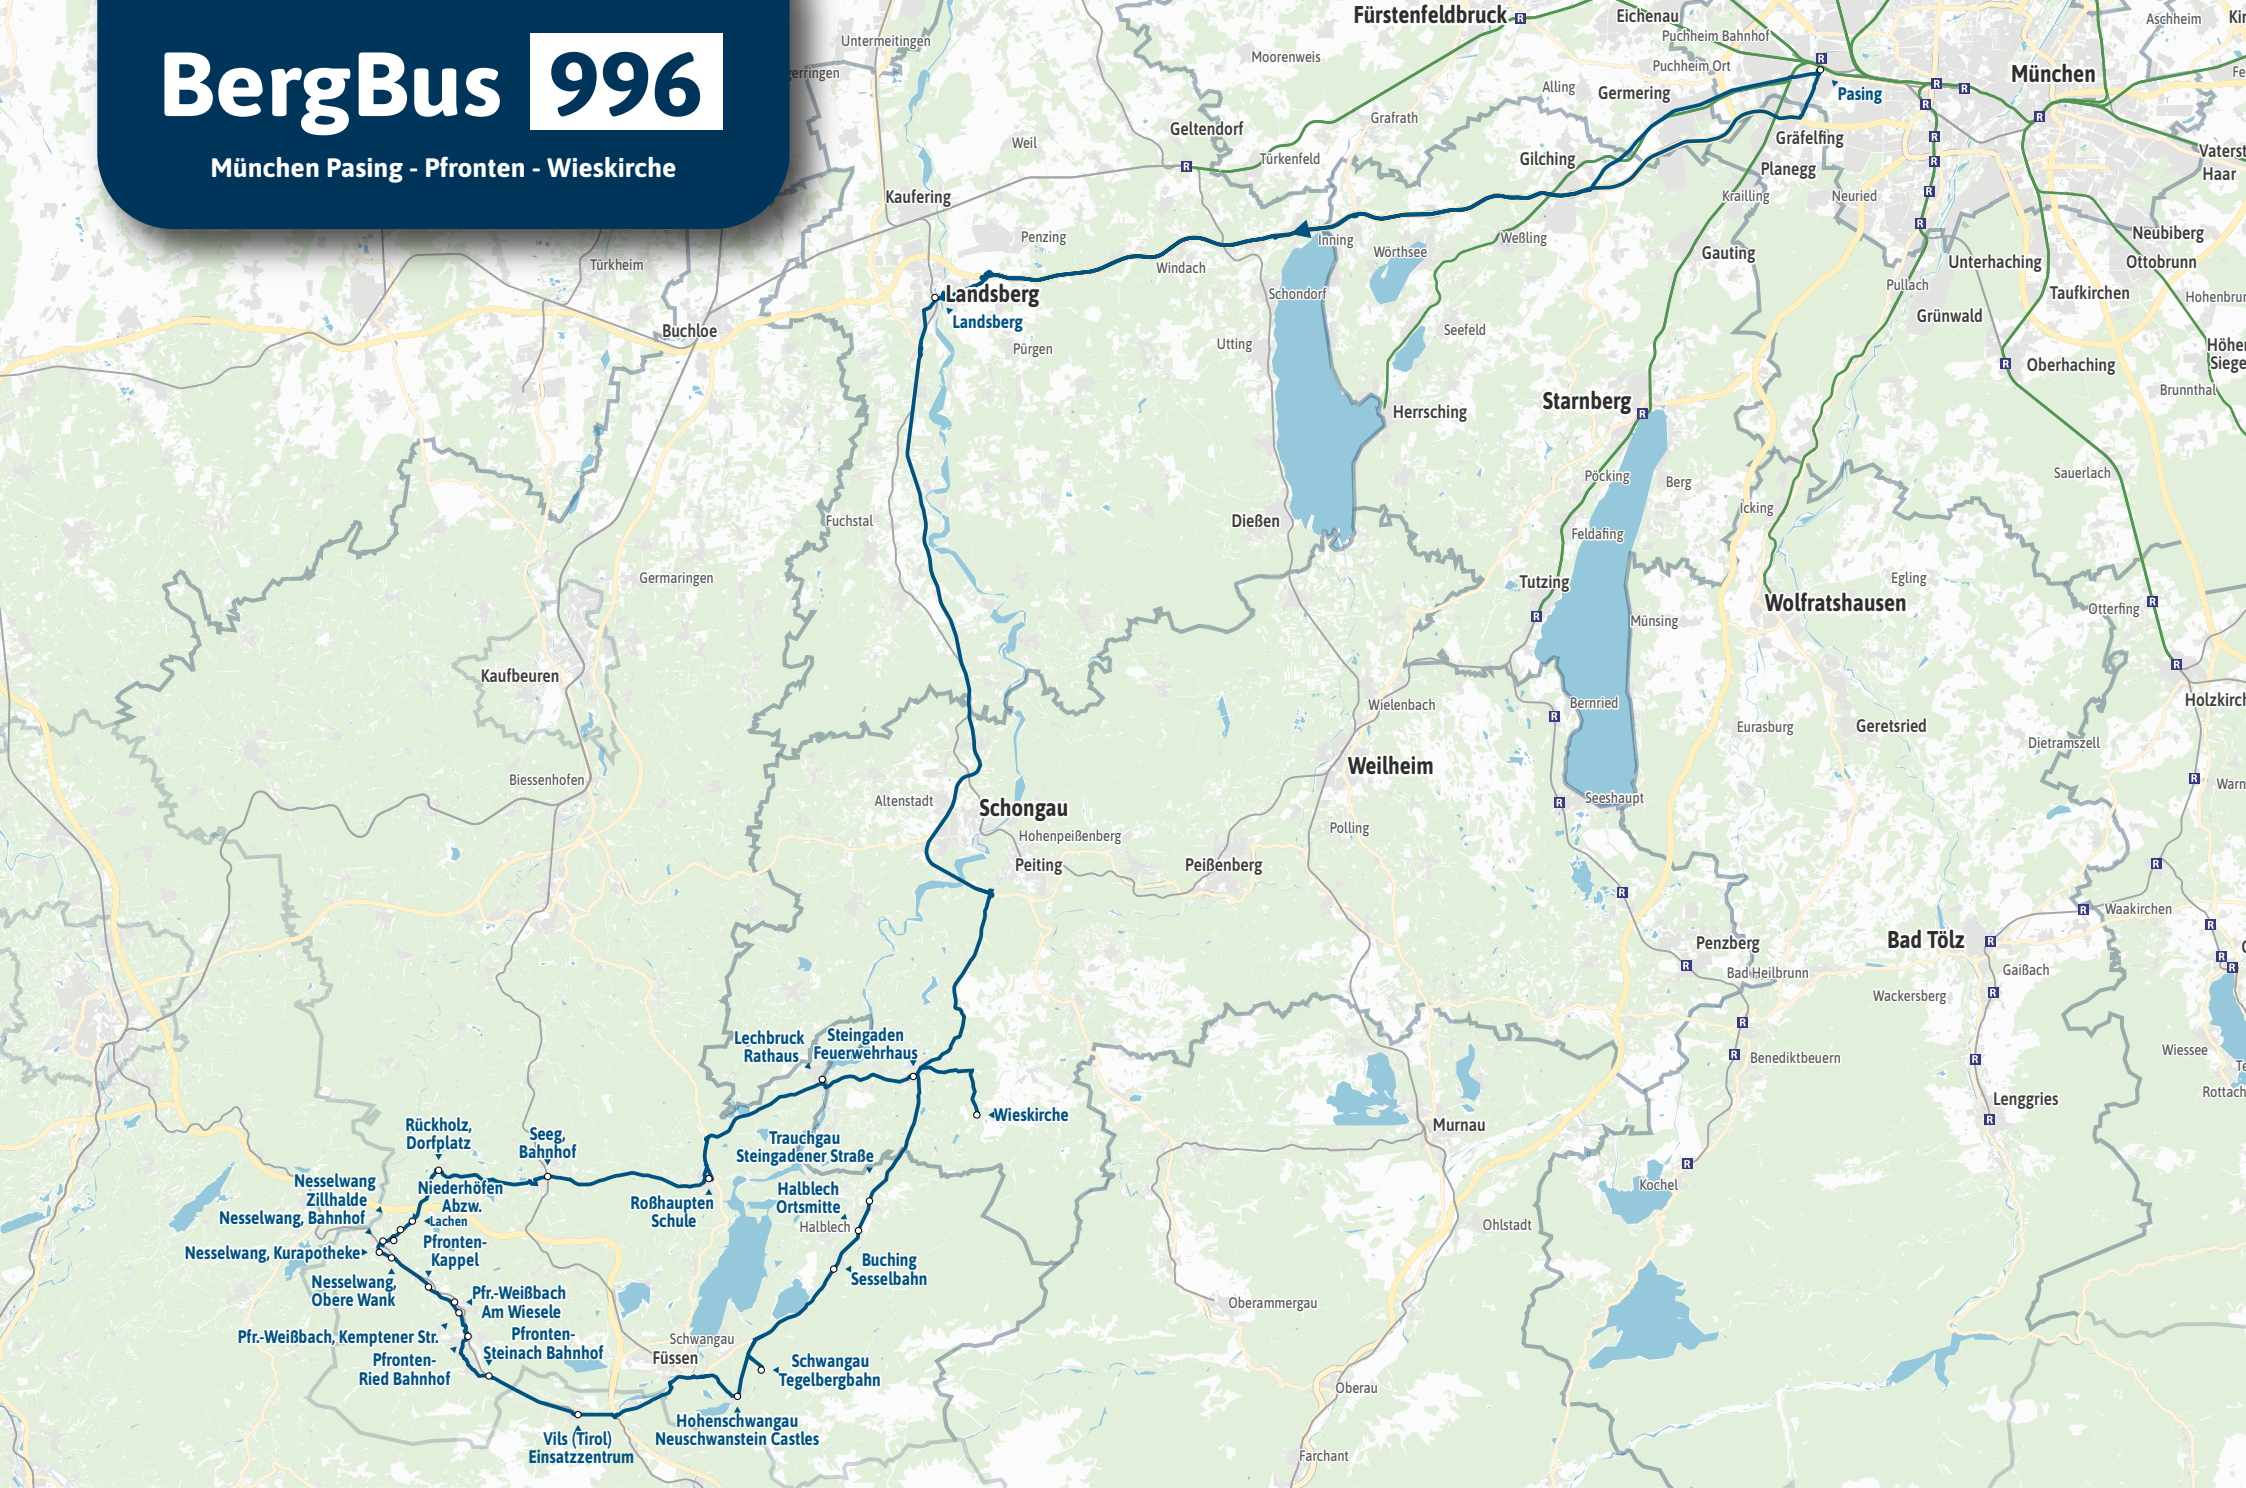 BergBus 996
München Pasing - Pfronten - Wieskirche
Untermeitingen
Fürstenfeldbruck
R
Eichenau
Aschheim
Puchheim Bahnhof
Moorenweis
Puchheim Ort
R
München
Alling
Germering
Pasing
R
R
R
R
Grafrath
Geltendorf
Gräfelfing
R
Weil
Türkenfeld
R
Gilching
Planegg
R
Vaterst
Haar
Kaufering
Krailling
Neuried
R
Penzing
Inning
Weßling
R
Neubiberg
Türkheim
Wörthsee
Gauting
Unterhaching
Ottobrunn
Windach
Pullach
Taufkirchen
Hohenbrun
Landsberg
Landsberg
Schondorf
Buchloe
Grünwald
Seefeld
Pürgen
Utting
R
Oberhaching
Höhe
Siege
Brunnthal
Starnberg
R
Herrsching
Pöcking
Berg
Sauerlach
Fuchstal
Dießen
Icking
Feldafing
Germaringen
Tutzing
Egling
Wolfratshausen
Otterfing
R
R
Münsing
Kaufbeuren
R
Wielenbach
Bernried
Holzkirch
R
Eurasburg
Geretsried
Dietramszell
Biessenhofen
Weilheim
R
Warn
Altenstadt
Schongau
Seeshaupt
R
Hohenpeißenberg
Polling
Peiting
Peißenberg
R
R
Waakirchen
R
R
Penzberg
Bad Tölz
R
R
R
R
Bad Heilbrunn
Gaißach
Wackersberg
R
R
Lechbruck
Rathaus
Steingaden
Feuerwehrhaus
R
Benediktbeuern
R
Wiessee
Rottach
Lenggries
R
Wieskirche
Rückholz,
Dorfplatz
Seeg,
Bahnhof
Murnau
Trauchgau
Steingadener Straße
R
Nesselwang
Zillhalde
Nesselwang, Bahnhof
Niederhöfen
Abzw.
Lachen
Roßhaupten
Schule
Halblech
Ortsmitte
Halblech
Kochel
Ohlstadt
Nesselwang, Kurapotheke
Pfronten-
Kappel
Buching
Sesselbahn
Nesselwang,
Obere Wank
Pfr.-Weißbach
Am Wiesele
Oberammergau
Pfr.-Weißbach, Kemptener Str.
Pfronten-
Steinach Bahnhof
Schwangau
Füssen
Pfronten-
Ried Bahnhof
Schwangau
Tegelbergbahn
Oberau
Hohenschwangau
Neuschwanstein Castles
Vils (Tirol)
Einsatzzentrum
Farchant